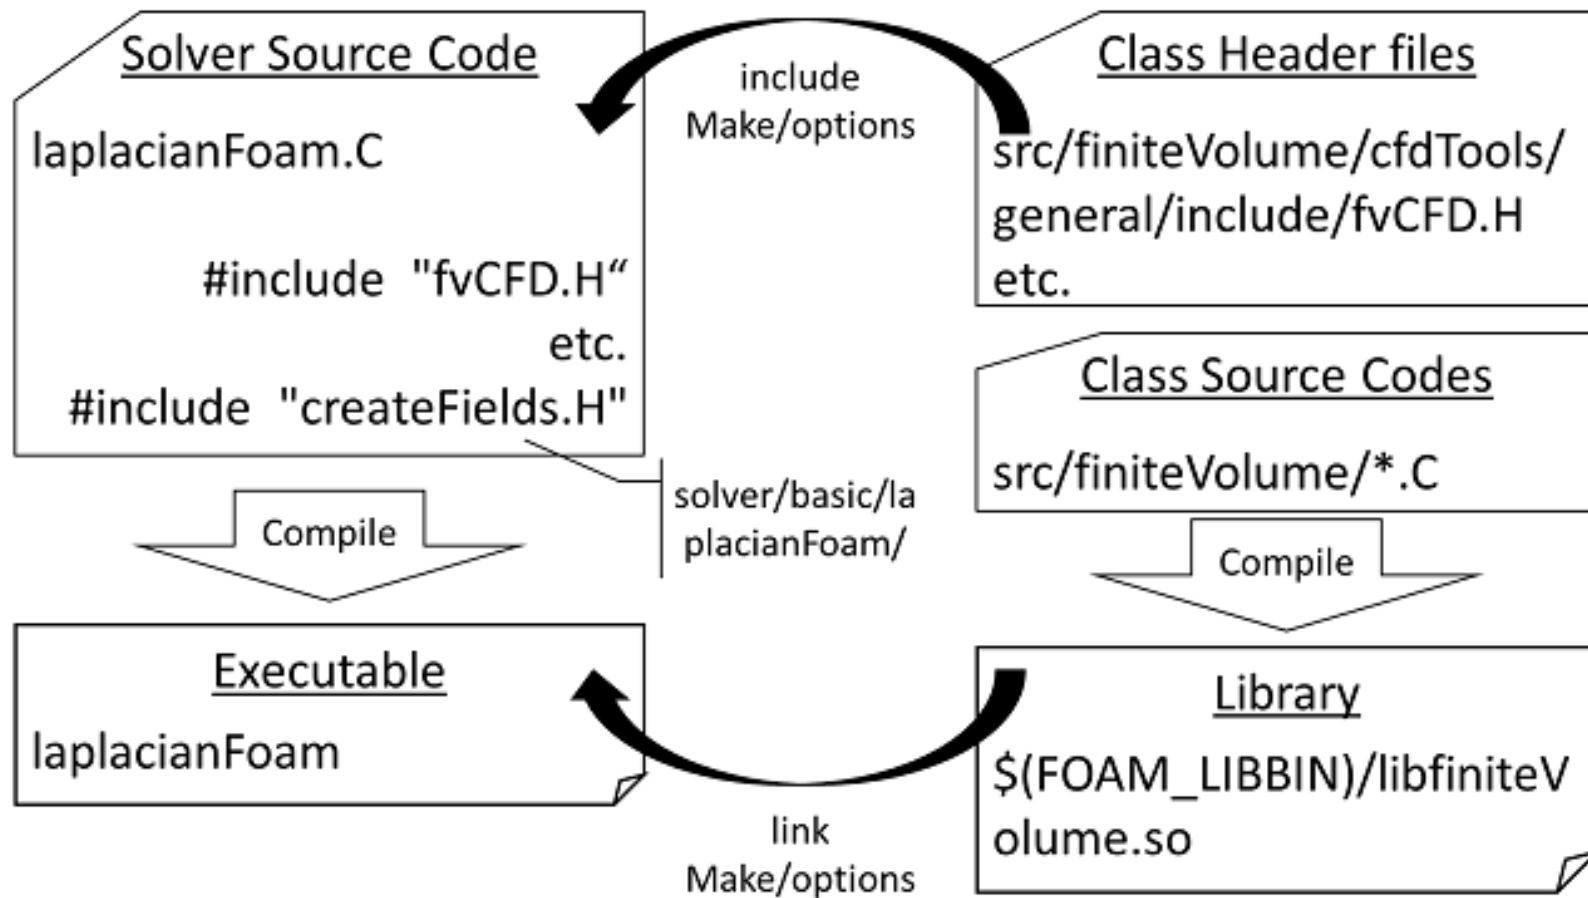 Solver Source Code
laplacianFoam.C
#include "fvCFD.H“
etc.
#include "createFields.H"
include
Make/options
Class Header files
src/finiteVolume/cfdTools/
general/include/fvCFD.H
etc.
Class Source Codes
src/finiteVolume/*.C
solver/basic/la
placianFoam/
Compile
Compile
Executable
laplacianFoam
link
Make/options
Library
$(FOAM_LIBBIN)/libfiniteV
olume.so